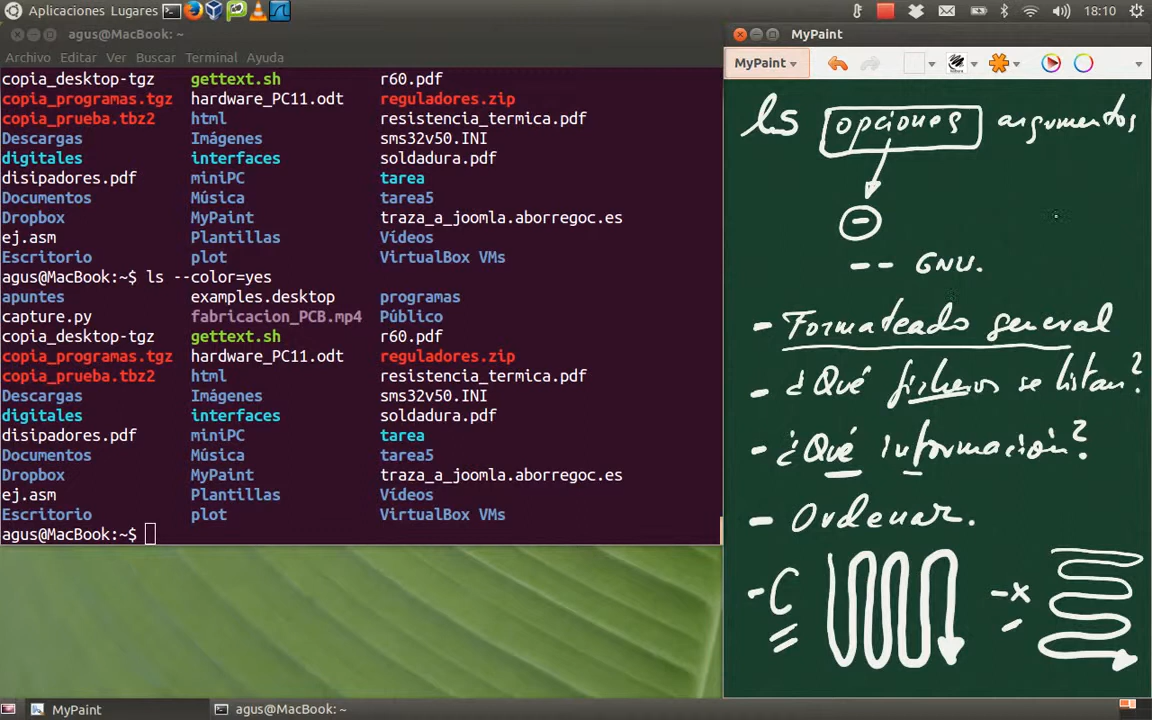 Aplicaciones Lugares 18:10
agus@MacBook: ~
Archivo Editar Ver Buscar Terminal Ayuda
copia_desktop-tgz gettext.sh r60.pdf
copia_programas.tgz hardware_PC11.odt reguladores.zip
copia_prueba.tbz2 html resistencia_termica.pdf
Descargas Imágenes sms32v50.INI
digitales interfaces soldadura.pdf
disipadores.pdf miniPC tarea
Documentos Música tarea5
Dropbox MyPaint traza_a_joomla.aborregoc.es
ej.asm Plantillas Vídeos
Escritorio plot VirtualBox VMs
agus@MacBook:~$ ls --color=yes
apuntes examples.desktop programas
capture.py fabricacion_PCB.mp4 Público
copia_desktop-tgz gettext.sh r60.pdf
copia_programas.tgz hardware_PC11.odt reguladores.zip
copia_prueba.tbz2 html resistencia_termica.pdf
Descargas Imágenes sms32v50.INI
digitales interfaces soldadura.pdf
disipadores.pdf miniPC tarea
Documentos Música tarea5
Dropbox MyPaint traza_a_joomla.aborregoc.es
ej.asm Plantillas Vídeos
Escritorio plot VirtualBox VMs
agus@MacBook:~$
MyPaint
MyPaint
ls opciones argumentos
-
-- GNU.
- Formateado general
- ¿Qué ficheros se listan?
- ¿Qué información?
- Ordenar.
-C -x
MyPaint agus@MacBook: ~